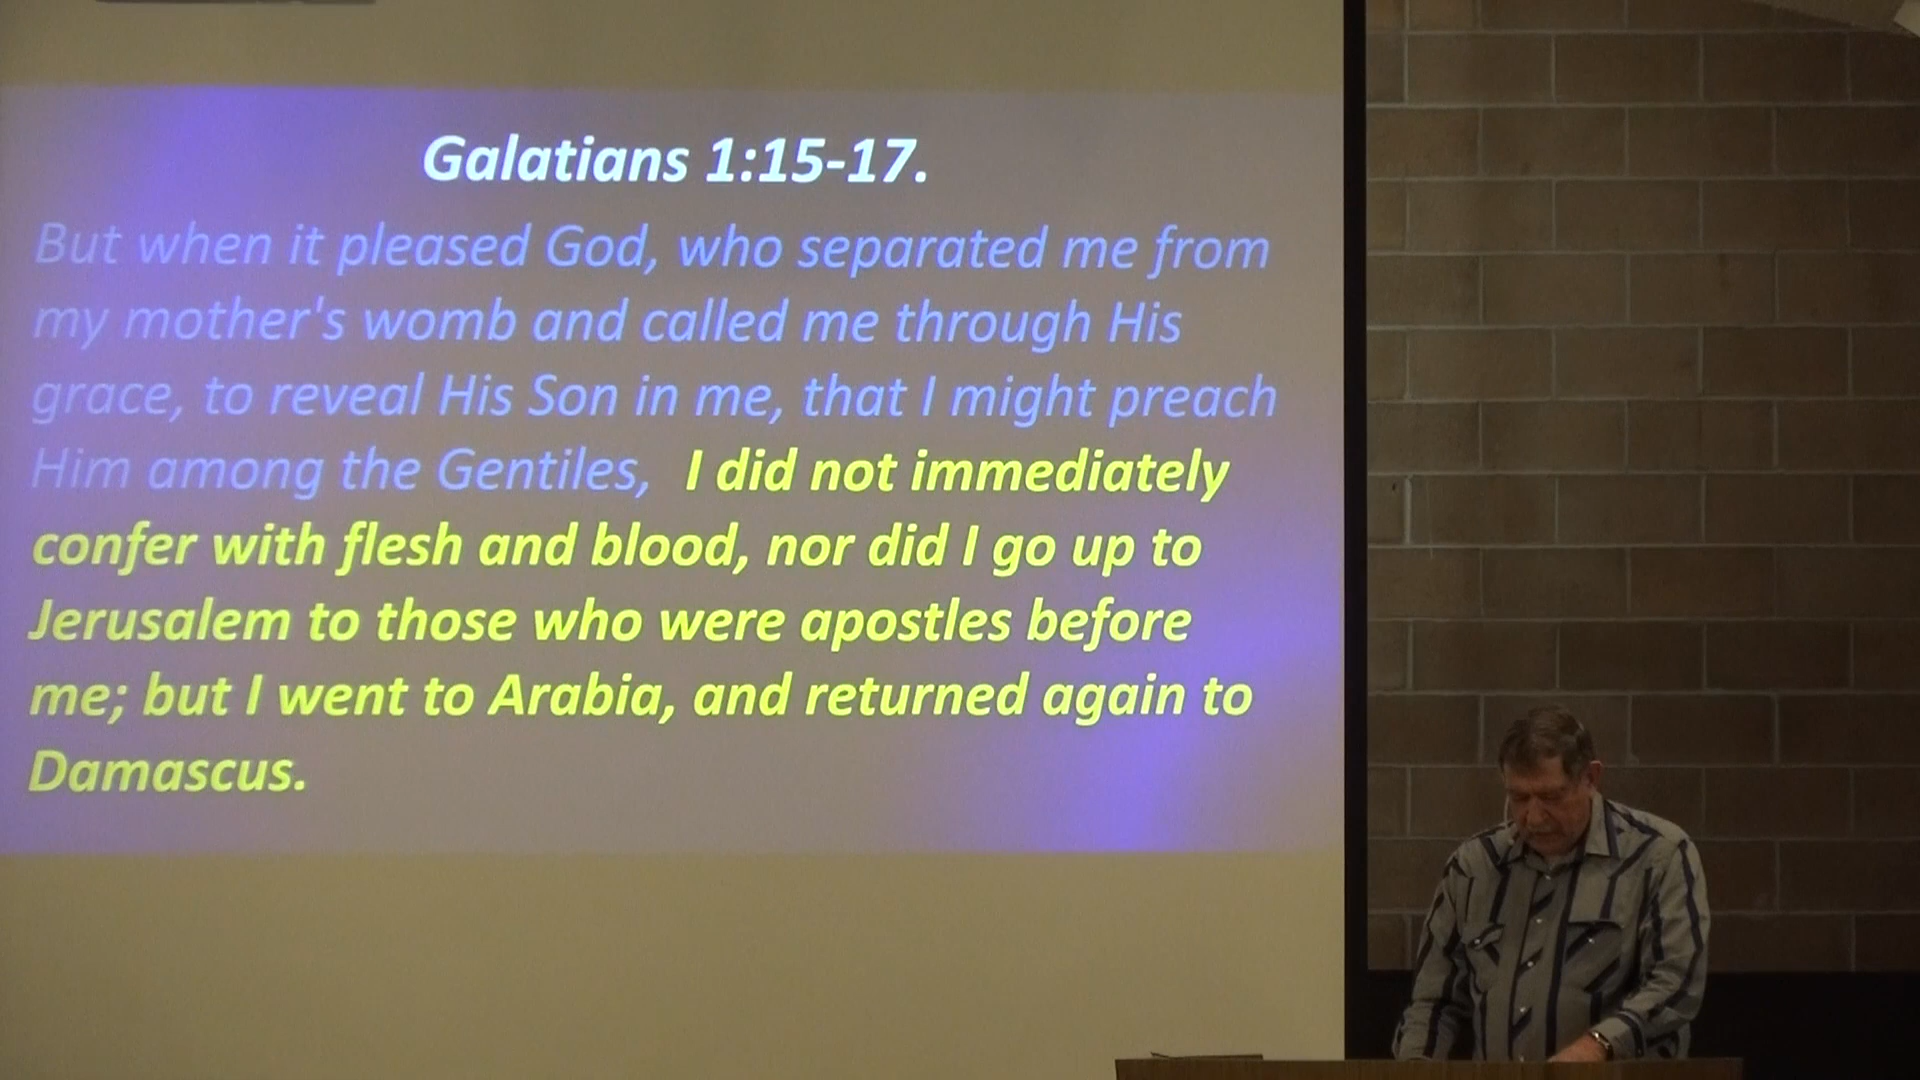 Galatians 1:15-17.
But when it pleased God, who separated me from
my mother's womb and called me through His
grace, to reveal His Son in me, that I might preach
Him among the Gentiles, I did not immediately
confer with flesh and blood, nor did I go up to
Jerusalem to those who were apostles before
me; but I went to Arabia, and returned again to
Damascus.